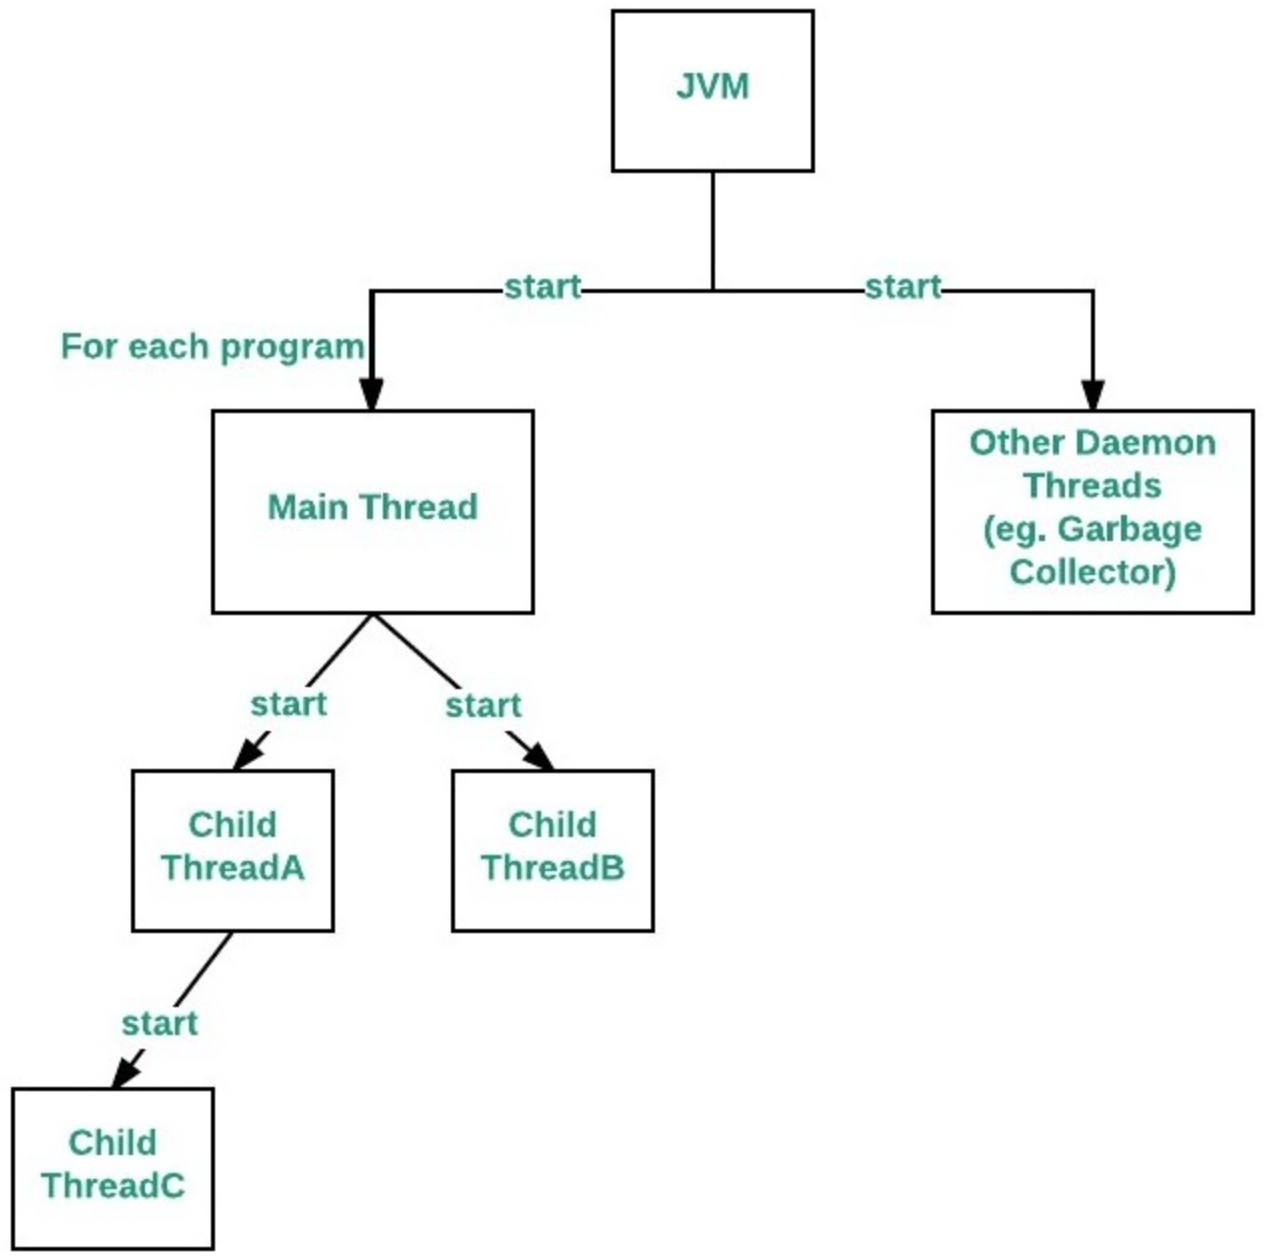 JVM
start
start
For each program
Main Thread
Other Daemon
Threads
(eg. Garbage
Collector)
start
start
Child
ThreadA
Child
ThreadB
start
Child
ThreadC